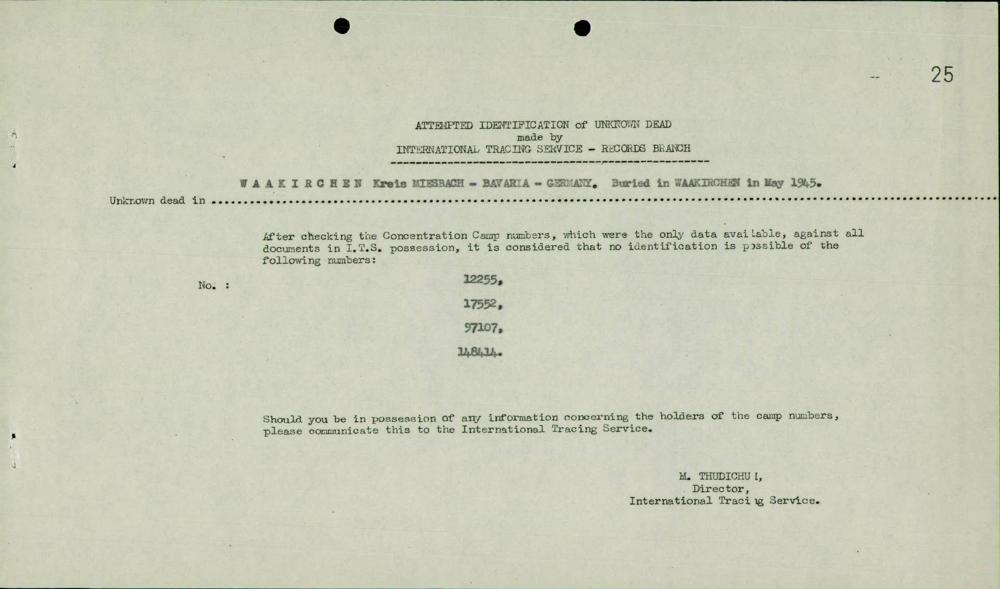 -- 25
ATTEMPTED IDENTIFICATION of UNKNOWN DEAD
made by
INTERNATIONAL TRACING SERVICE - RECORDS BRANCH
W A A K I R C H E N Kreis MIESBACH - BAVARIA - GERMANY. Buried in WAAKIRCHEN in May 1945.
Unknown dead in
After checking the Concentration Camp numbers, which were the only data available, against all
documents in I.T.S. possession, it is considered that no identification is possible of the
following numbers:
No. :
12255,
17552,
97107,
148414.
Should you be in possession of any information concerning the holders of the camp numbers,
please communicate this to the International Tracing Service.
M. THUDICHUM,
Director,
International Tracing Service.